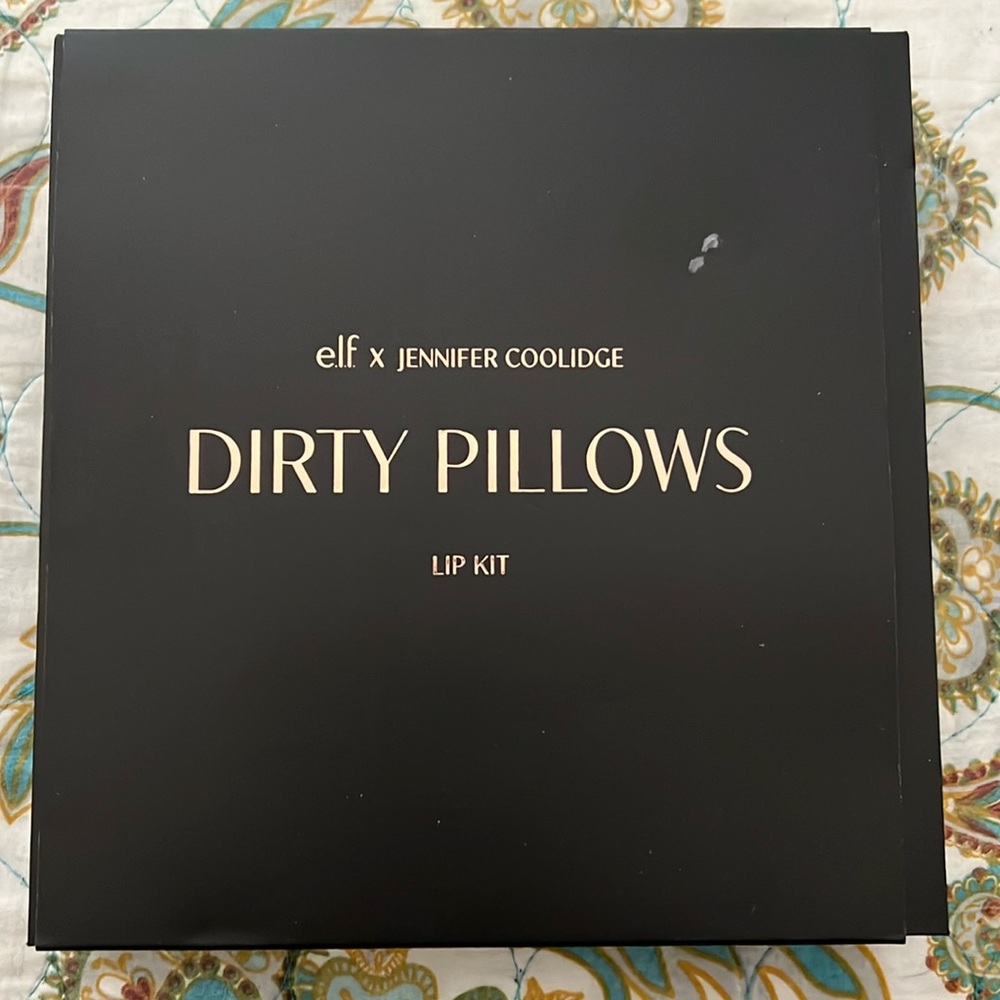 e.l.f. X JENNIFER COOLIDGE
DIRTY PILLOWS
LIP KIT